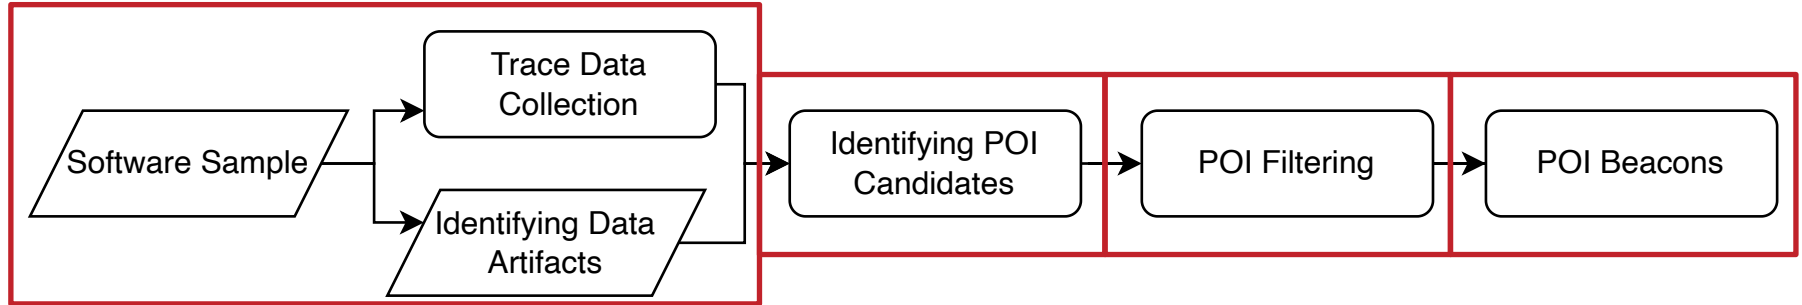 Software Sample
Trace Data
Collection
Identifying Data
Artifacts
Identifying POI
Candidates
POI Filtering
POI Beacons